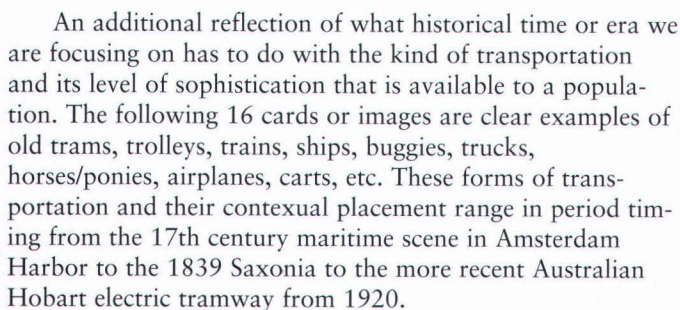 An additional reflection of what historical time or era we
are focusing on has to do with the kind of transportation
and its level of sophistication that is available to a popula-
tion. The following 16 cards or images are clear examples of
old trams, trolleys, trains, ships, buggies, trucks,
horses/ponies, airplanes, carts, etc. These forms of trans-
portation and their contexual placement range in period tim-
ing from the 17th century maritime scene in Amsterdam
Harbor to the 1839 Saxonia to the more recent Australian
Hobart electric tramway from 1920.